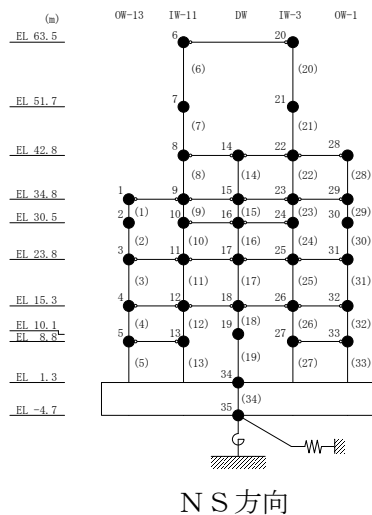 (m) OW-13 IW-11 DW IW-3 OW-1
EL 63.5 6 20
(6) (20)
EL 51.7 7 21
(7) (21)
EL 42.8 8 14 22 28
(8) (14) (22) (28)
EL 34.8 1 9 15 23 29
(1) (9) (15) (23) (29)
EL 30.5 2 10 16 24 30
(2) (10) (16) (24) (30)
EL 23.8 3 11 17 25 31
(3) (11) (17) (25) (31)
EL 15.3 4 12 18 26 32
(4) (12) (18) (26) (32)
EL 10.1 19
EL 8.8 5 13 27 33
(5) (13) (19) (27) (33)
EL 1.3 34
(34)
EL -4.7 35
NS方向